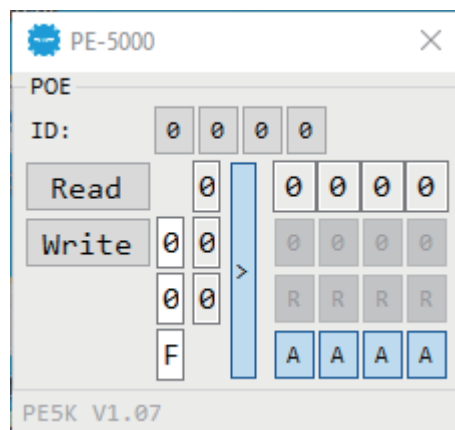 PE-5000
POE
ID: 0 0 0 0
Read 0 0 0 0 0
Write 0 0 0 0 0 0
>
0 0 R R R R
F A A A A
PE5K V1.07